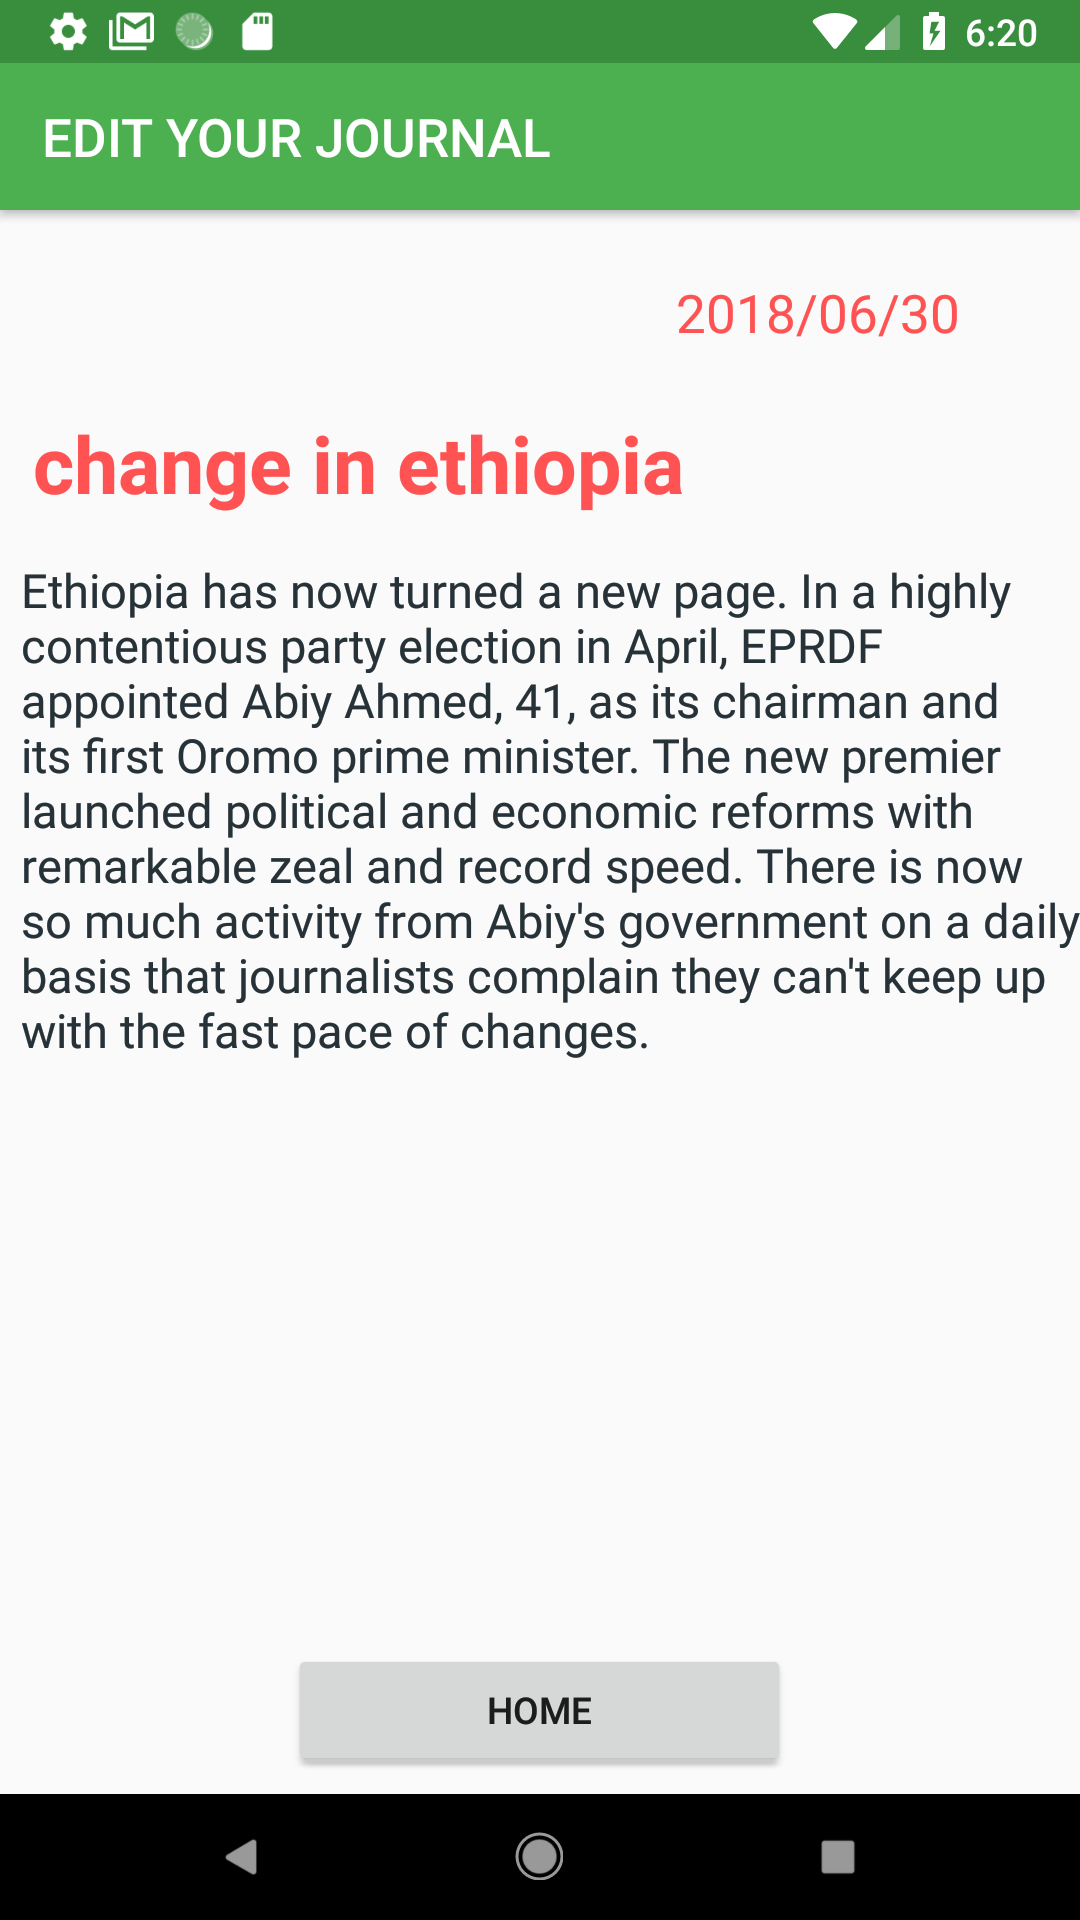 6:20
EDIT YOUR JOURNAL
2018/06/30
change in ethiopia
Ethiopia has now turned a new page. In a highly
contentious party election in April, EPRDF
appointed Abiy Ahmed, 41, as its chairman and
its first Oromo prime minister. The new premier
launched political and economic reforms with
remarkable zeal and record speed. There is now
so much activity from Abiy's government on a daily
basis that journalists complain they can't keep up
with the fast pace of changes.
HOME